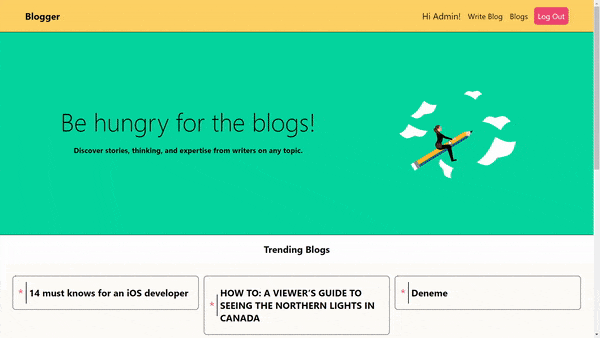 Blogger
Hi Admin! Write Blog Blogs Log Out
Be hungry for the blogs!
Discover stories, thinking, and expertise from writers on any topic.
Trending Blogs
* 14 must knows for an iOS developer
* HOW TO: A VIEWER'S GUIDE TO
SEEING THE NORTHERN LIGHTS IN
CANADA
* Deneme